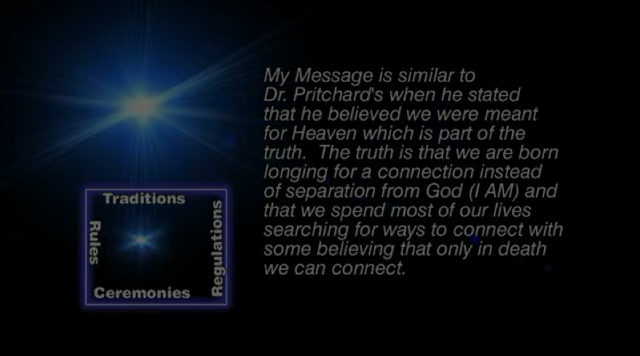 My Message is similar to
Dr. Pritchard's when he stated
that he believed we were meant
for Heaven which is part of the
truth.  The truth is that we are born
longing for a connection instead
of separation from God (I AM) and
that we spend most of our lives
searching for ways to connect with
some believing that only in death
we can connect.
Traditions
Rules
Regulations
Ceremonies